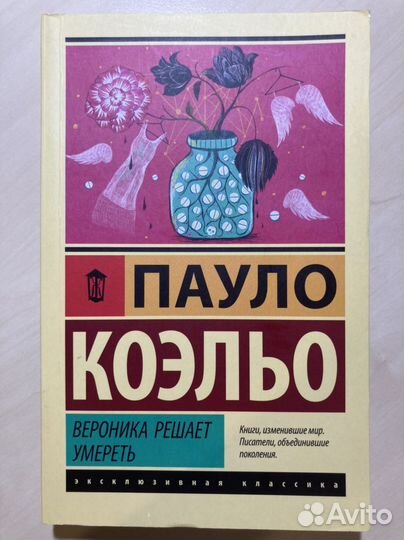 ПАУЛО
КОЭЛЬО
ВЕРОНИКА РЕШАЕТ
УМЕРЕТЬ
Книги, изменившие мир.
Писатели, объединившие
поколения.
эксклюзивная классика
Avito